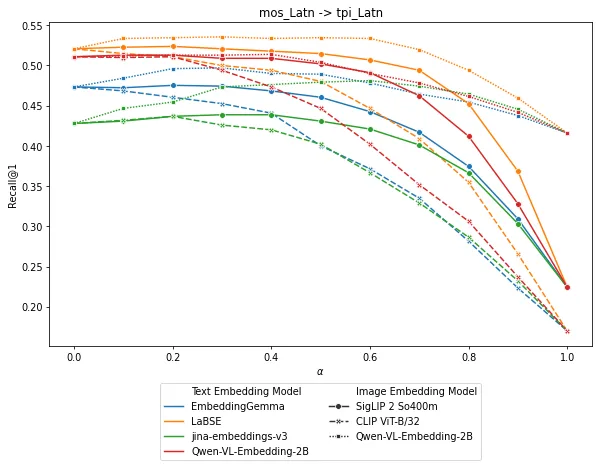 mos_Latn -> tpi_Latn
0.55
0.50
0.45
0.40
0.35
0.30
0.25
0.20
Recall@1
0.0 0.2 0.4 0.6 0.8 1.0
α
Text Embedding Model
EmbeddingGemma
LaBSE
jina-embeddings-v3
Qwen-VL-Embedding-2B
Image Embedding Model
SigLIP 2 So400m
CLIP ViT-B/32
Qwen-VL-Embedding-2B